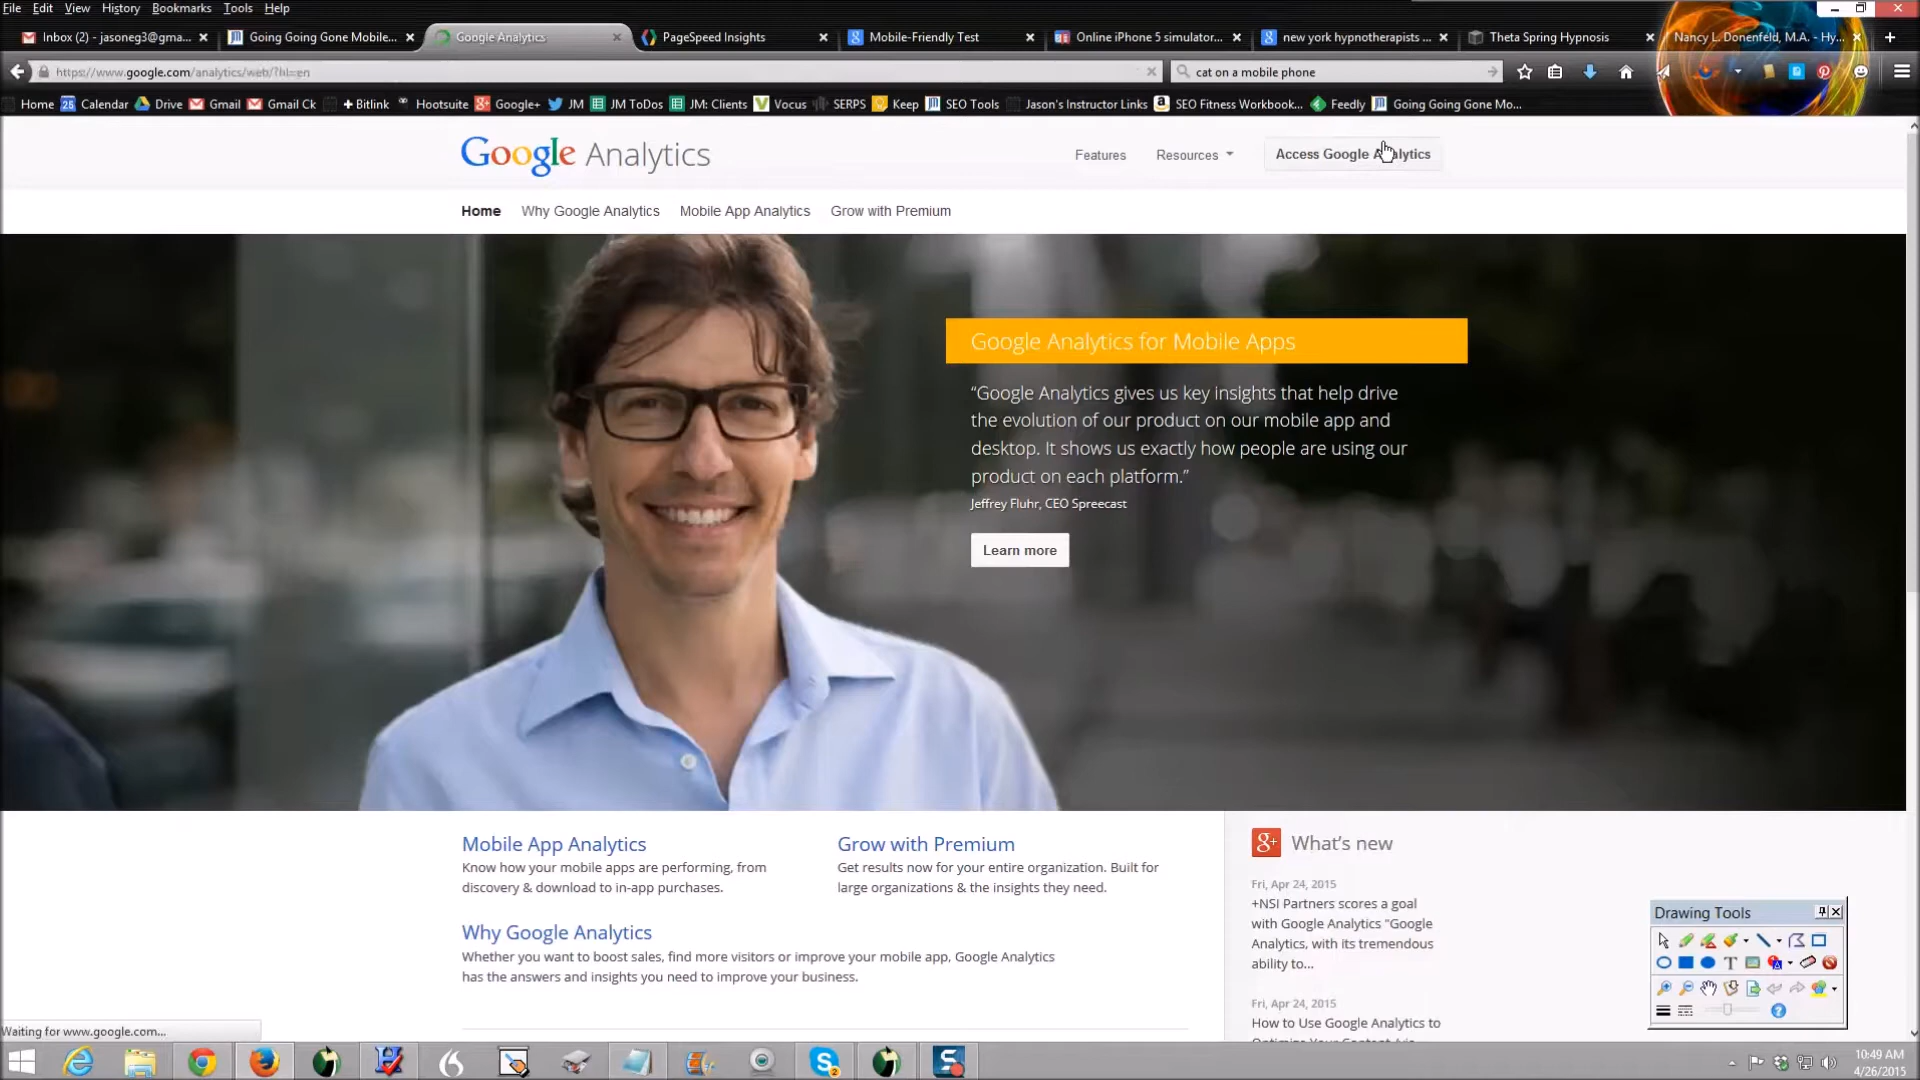 File Edit View History Bookmarks Tools Help
Inbox (2) - jasoneg3@gma...
Going Going Gone Mobile...
Google Analytics
PageSpeed Insights
Mobile-Friendly Test
Online iPhone 5 simulator...
new york hypnotherapists ...
Theta Spring Hypnosis
Nancy L. Donenfeld, M.A. - Hy...
https://www.google.com/analytics/web/?hl=en
cat on a mobile phone
Home
Calendar
Drive
Gmail
Gmail Ck
+ Bitlink
Hootsuite
Google+
JM
JM ToDos
JM: Clients
Vocus
SERPS
Keep
SEO Tools
Jason's Instructor Links
SEO Fitness Workbook...
Feedly
Going Going Gone Mo...
Google Analytics
Features
Resources
Access Google Analytics
Home
Why Google Analytics
Mobile App Analytics
Grow with Premium
Google Analytics for Mobile Apps
“Google Analytics gives us key insights that help drive
the evolution of our product on our mobile app and
desktop. It shows us exactly how people are using our
product on each platform.”
Jeffrey Fluhr, CEO Spreecast
Learn more
Mobile App Analytics
Know how your mobile apps are performing, from
discovery & download to in-app purchases.
Grow with Premium
Get results now for your entire organization. Built for
large organizations & the insights they need.
Why Google Analytics
Whether you want to boost sales, find more visitors or improve your mobile app, Google Analytics
has the answers and insights you need to improve your business.
g+
What's new
Fri, Apr 24, 2015
+NSI Partners scores a goal
with Google Analytics "Google
Analytics, with its tremendous
ability to...
Fri, Apr 24, 2015
How to Use Google Analytics to
Optimize Your Content /via
Drawing Tools
Waiting for www.google.com...
10:49 AM
4/26/2015